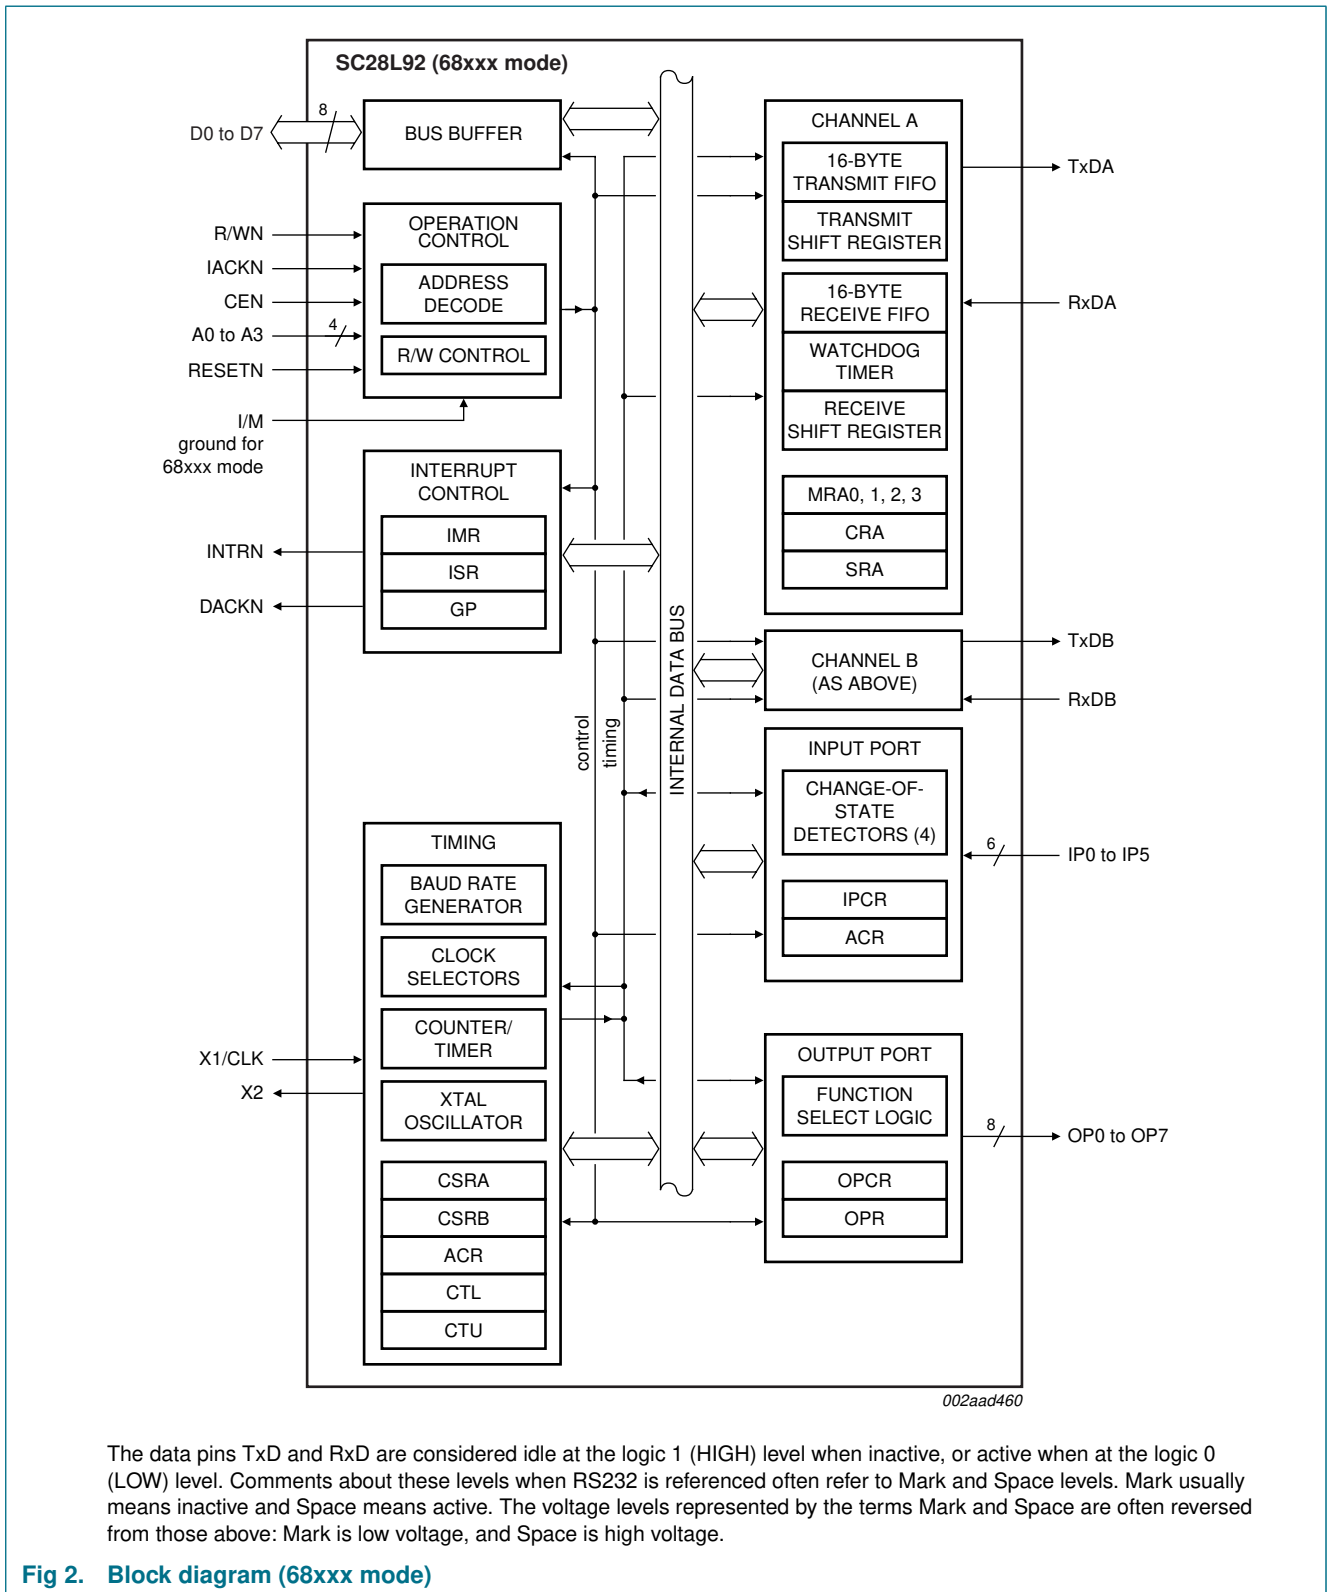 SC28L92 (68xxx mode)
D0 to D7
8
BUS BUFFER
R/WN
IACKN
CEN
A0 to A3
4
RESETN
I/M
ground for
68xxx mode
OPERATION
CONTROL
ADDRESS
DECODE
R/W CONTROL
INTERRUPT
CONTROL
IMR
ISR
GP
INTRN
DACKN
control
timing
INTERNAL DATA BUS
TIMING
BAUD RATE
GENERATOR
CLOCK
SELECTORS
COUNTER/
TIMER
XTAL
OSCILLATOR
CSRA
CSRB
ACR
CTL
CTU
X1/CLK
X2
CHANNEL A
16-BYTE
TRANSMIT FIFO
TRANSMIT
SHIFT REGISTER
16-BYTE
RECEIVE FIFO
WATCHDOG
TIMER
RECEIVE
SHIFT REGISTER
MRA0, 1, 2, 3
CRA
SRA
TxDA
RxDA
CHANNEL B
(AS ABOVE)
TxDB
RxDB
INPUT PORT
CHANGE-OF-
STATE
DETECTORS (4)
IPCR
ACR
6
IP0 to IP5
OUTPUT PORT
FUNCTION
SELECT LOGIC
OPCR
OPR
8
OP0 to OP7
002aad460
The data pins TxD and RxD are considered idle at the logic 1 (HIGH) level when inactive, or active when at the logic 0
(LOW) level. Comments about these levels when RS232 is referenced often refer to Mark and Space levels. Mark usually
means inactive and Space means active. The voltage levels represented by the terms Mark and Space are often reversed
from those above: Mark is low voltage, and Space is high voltage.
Fig 2. Block diagram (68xxx mode)